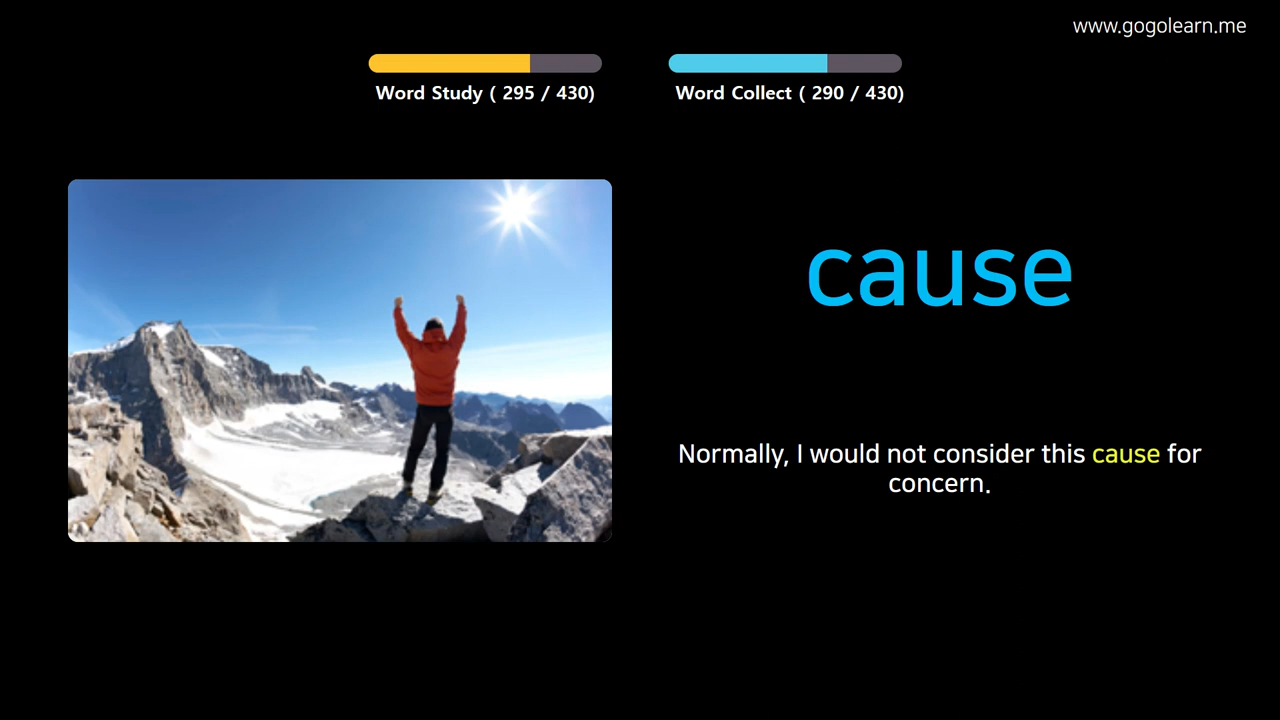 www.gogolearn.me
Word Study ( 295 / 430)
Word Collect ( 290 / 430)
cause
Normally, I would not consider this cause for
concern.